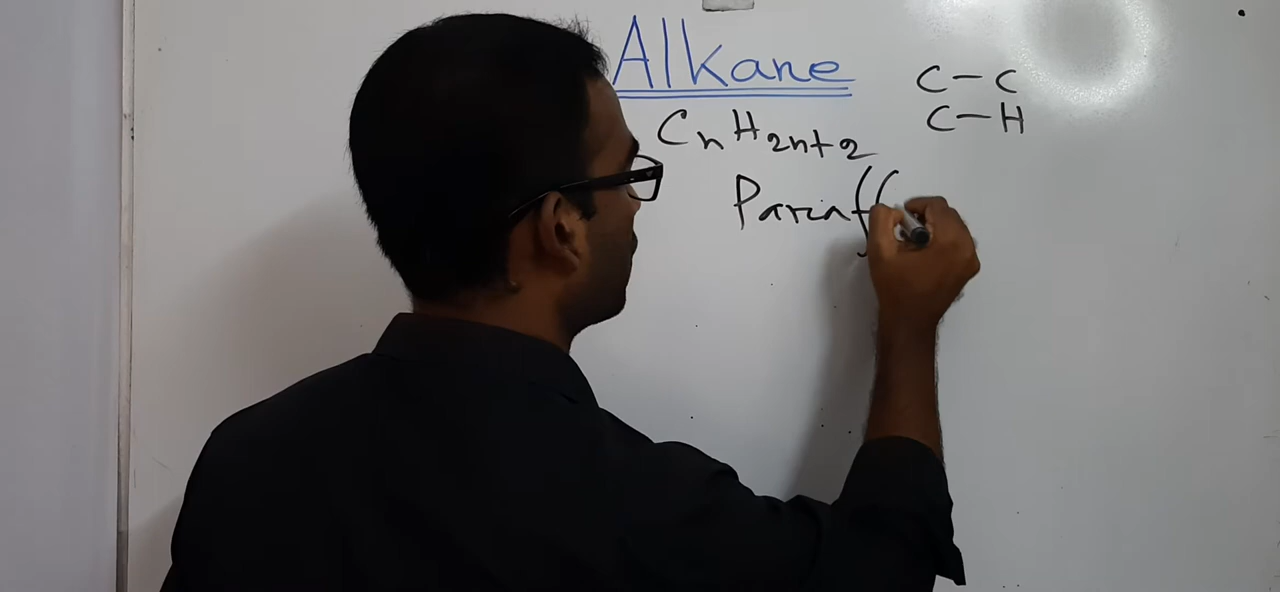 Alkane
C – C
C – H
CnH2n+2
Paraff